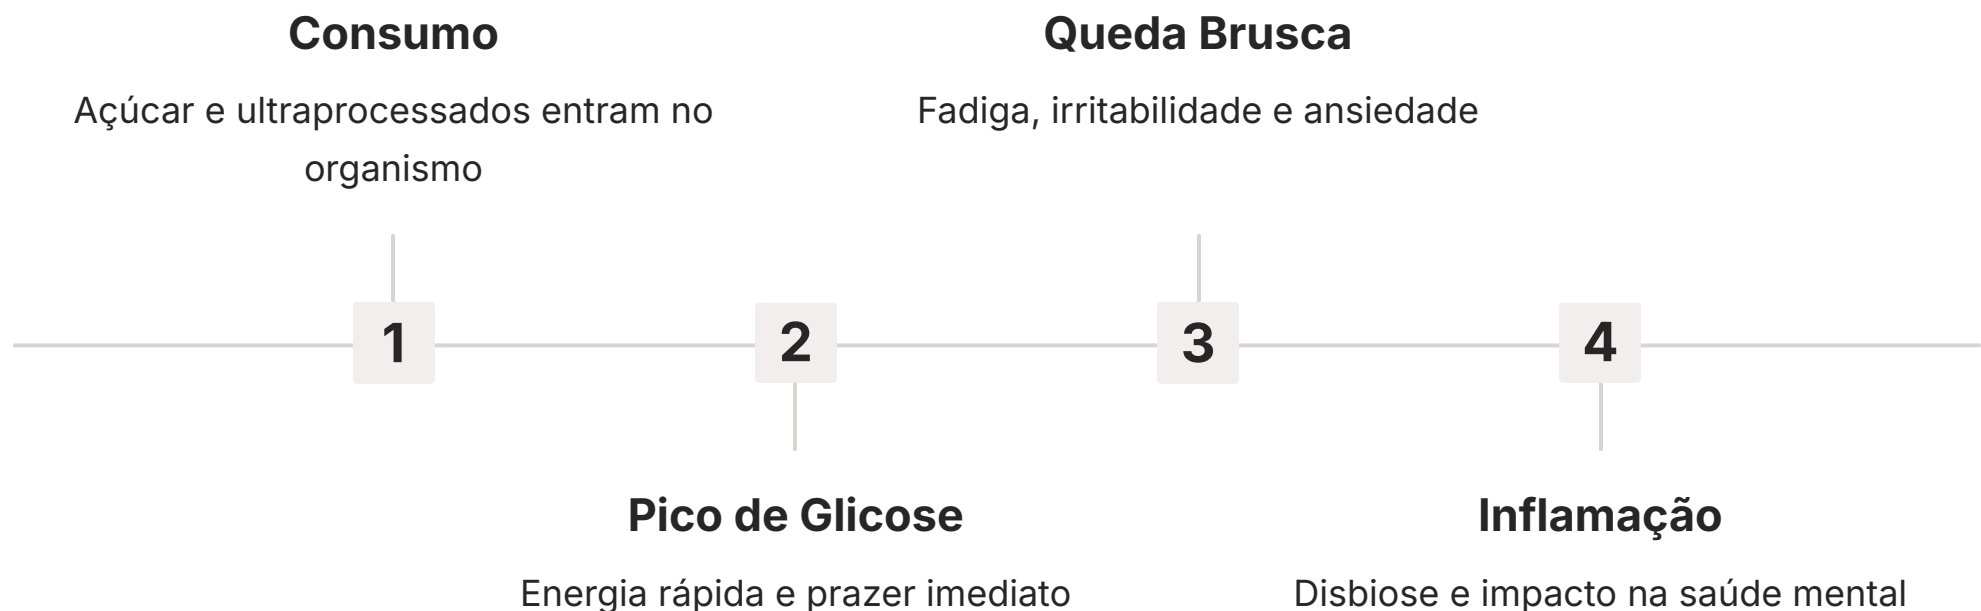 Consumo
Açúcar e ultraprocessados entram no
organismo
Queda Brusca
Fadiga, irritabilidade e ansiedade
1
2
3
4
Pico de Glicose
Energia rápida e prazer imediato
Inflamação
Disbiose e impacto na saúde mental